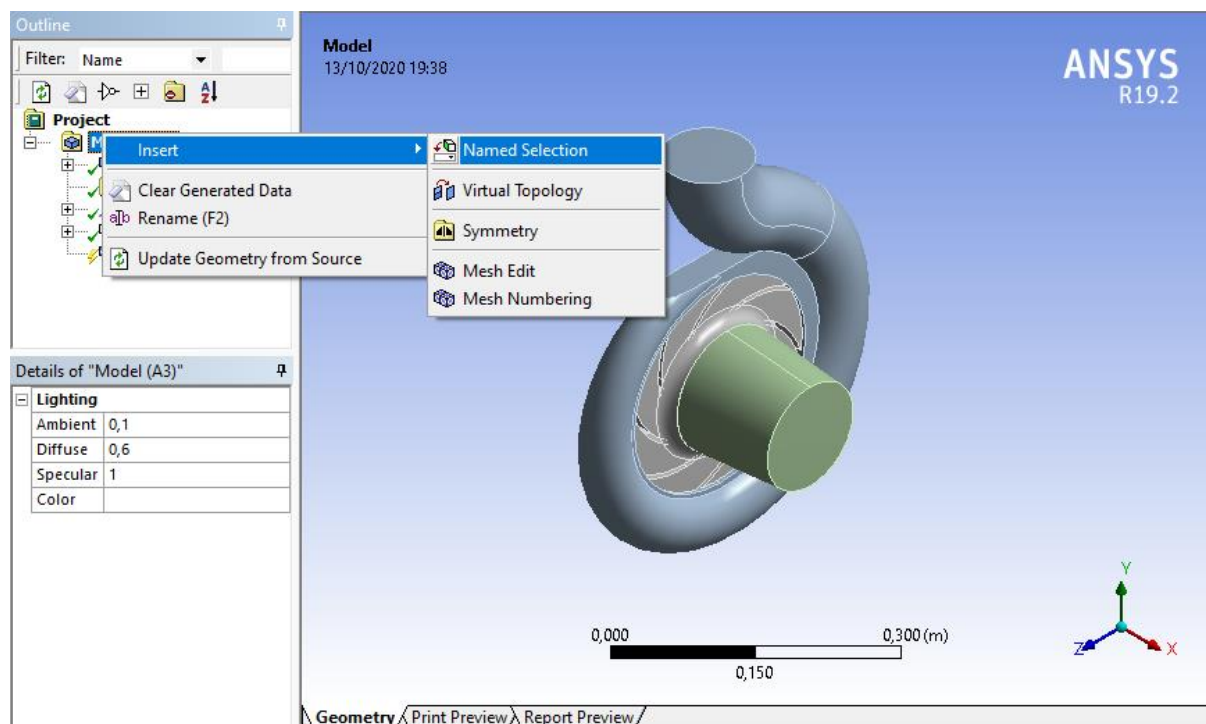 Outline
Filter: Name
Project
Insert
Clear Generated Data
Rename (F2)
Update Geometry from Source
Named Selection
Virtual Topology
Symmetry
Mesh Edit
Mesh Numbering
Details of "Model (A3)"
Lighting
Ambient 0,1
Diffuse 0,6
Specular 1
Color
Model
13/10/2020 19:38
ANSYS
R19.2
0,000
0,300 (m)
0,150
Y
Z
X
Geometry
Print Preview
Report Preview